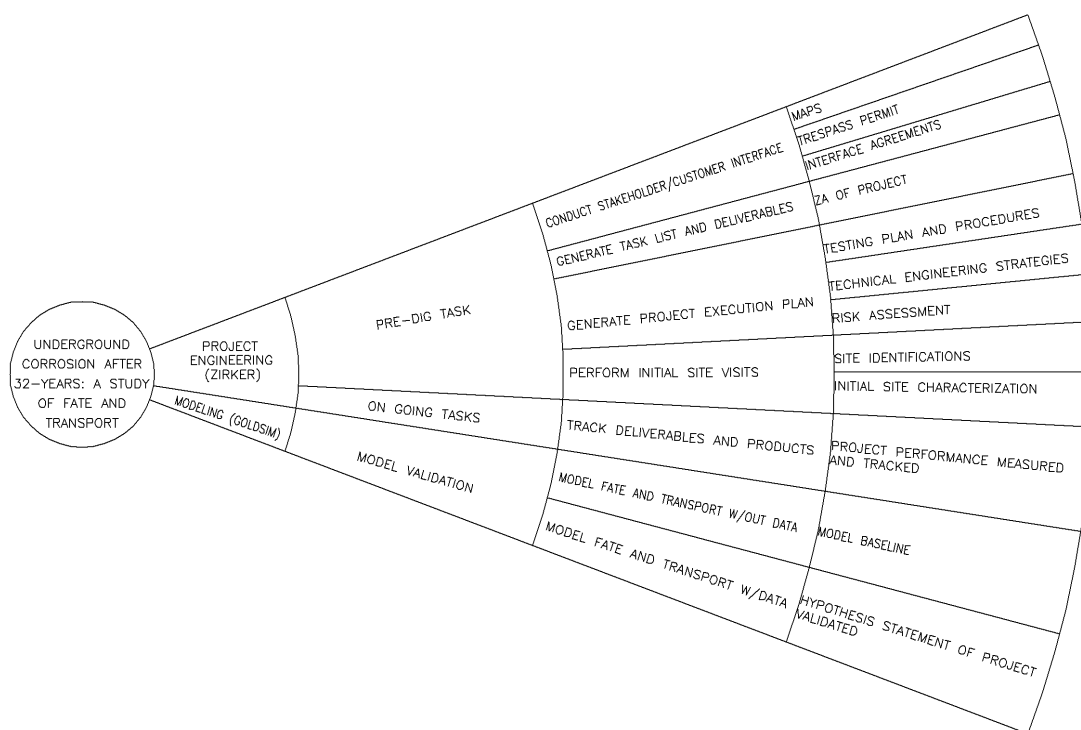 UNDERGROUND
CORROSION AFTER
32-YEARS: A STUDY
OF FATE AND
TRANSPORT
PROJECT
ENGINEERING
(ZIRKER)
MODELING (GOLDSIM)
PRE-DIG TASK
ON GOING TASKS
MODEL VALIDATION
CONDUCT STAKEHOLDER/CUSTOMER INTERFACE
GENERATE TASK LIST AND DELIVERABLES
GENERATE PROJECT EXECUTION PLAN
PERFORM INITIAL SITE VISITS
TRACK DELIVERABLES AND PRODUCTS
MODEL FATE AND TRANSPORT W/OUT DATA
MODEL FATE AND TRANSPORT W/DATA
MAPS
TRESPASS PERMIT
INTERFACE AGREEMENTS
ZA OF PROJECT
TESTING PLAN AND PROCEDURES
TECHNICAL ENGINEERING STRATEGIES
RISK ASSESSMENT
SITE IDENTIFICATIONS
INITIAL SITE CHARACTERIZATION
PROJECT PERFORMANCE MEASURED
AND TRACKED
MODEL BASELINE
HYPOTHESIS STATEMENT OF PROJECT
VALIDATED